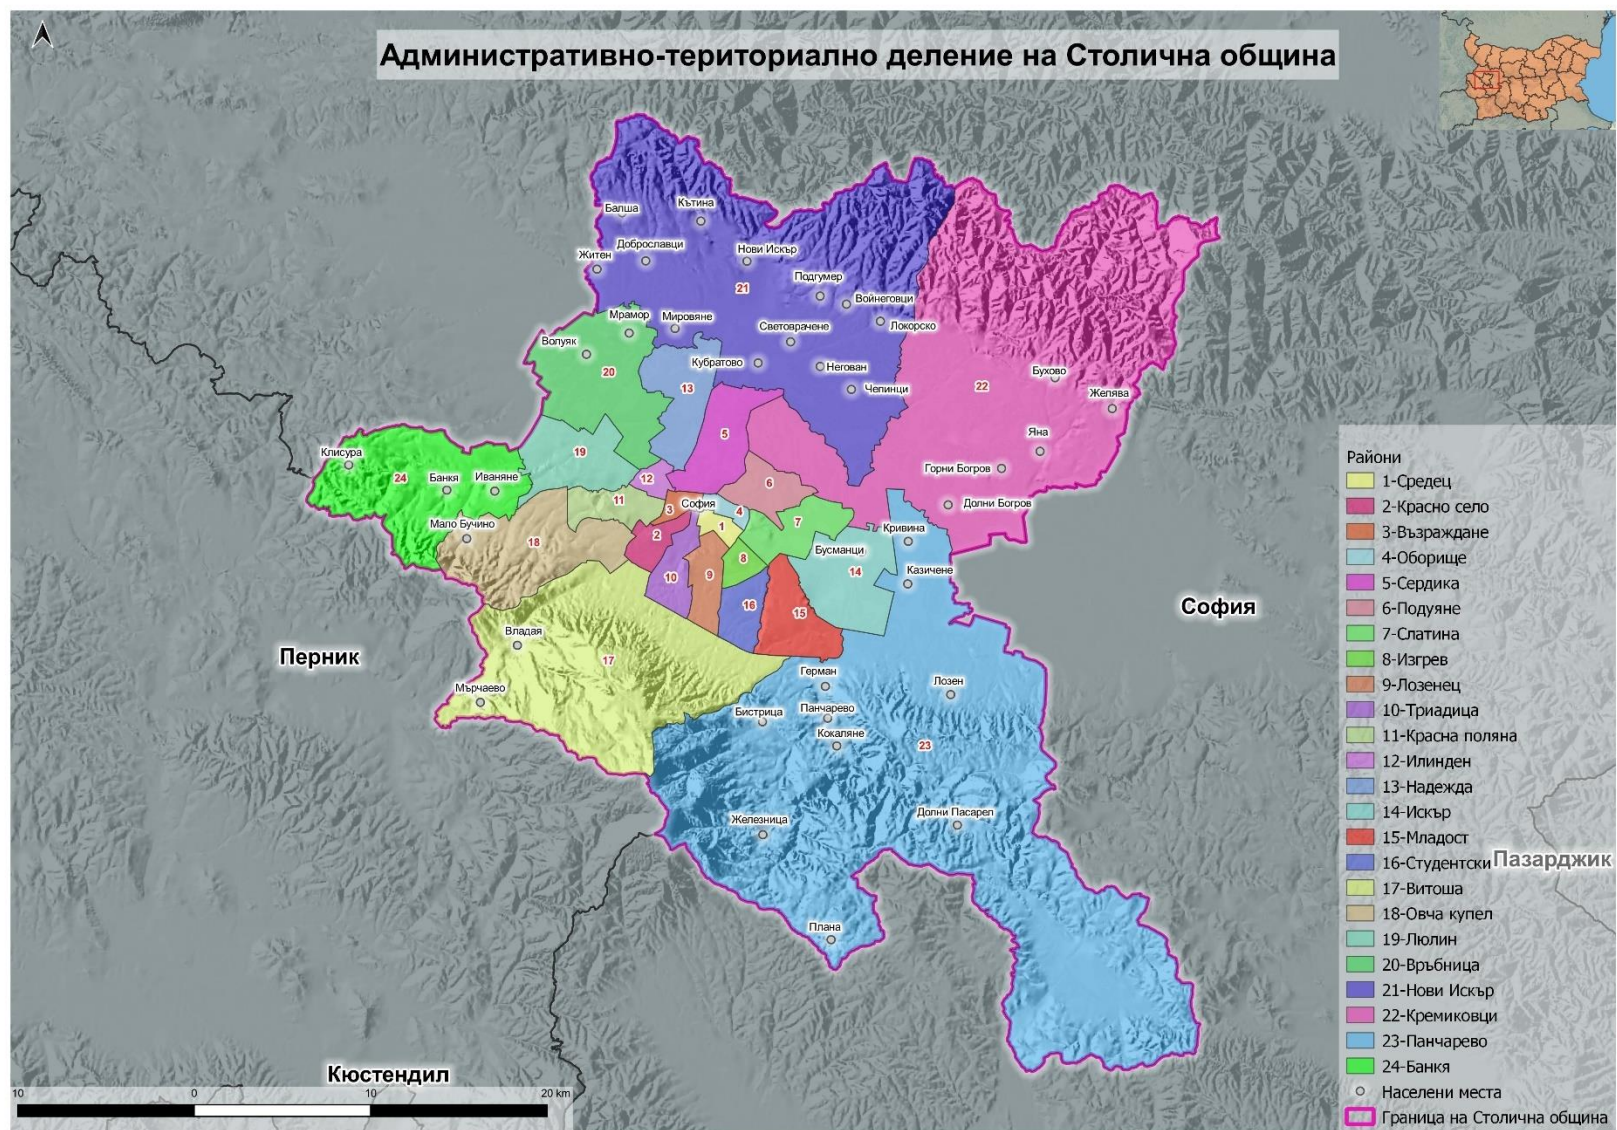 Административно-териториално деление на Столична община
Балша
Кътина
Доброславци
Житен
Нови Искър
21
Подгумер
Войнеговци
Локорско
Мрамор
Мировяне
Световрачене
Волуяк
20
Кубратово
Негован
Чепинци
13
22
Бухово
Желява
5
Яна
Клисура
19
24
Банкя
Иваняне
12
6
Горни Богров
11
София
3
4
Долни Богров
Мало Бучино
18
2
1
7
Кривина
Бусманци
8
14
10
9
Казичене
16
15
София
Владая
Перник
17
Герман
Мърчаево
Лозен
Бистрица
Панчарево
Кокаляне
23
Железница
Долни Пасарел
Плана
Пазарджик
Кюстендил
10 0 10 20 km
Райони
1-Средец
2-Красно село
3-Възраждане
4-Оборище
5-Сердика
6-Подуяне
7-Слатина
8-Изгрев
9-Лозенец
10-Триадица
11-Красна поляна
12-Илинден
13-Надежда
14-Искър
15-Младост
16-Студентски
17-Витоша
18-Овча купел
19-Люлин
20-Връбница
21-Нови Искър
22-Кремиковци
23-Панчарево
24-Банкя
Населени места
Граница на Столична община